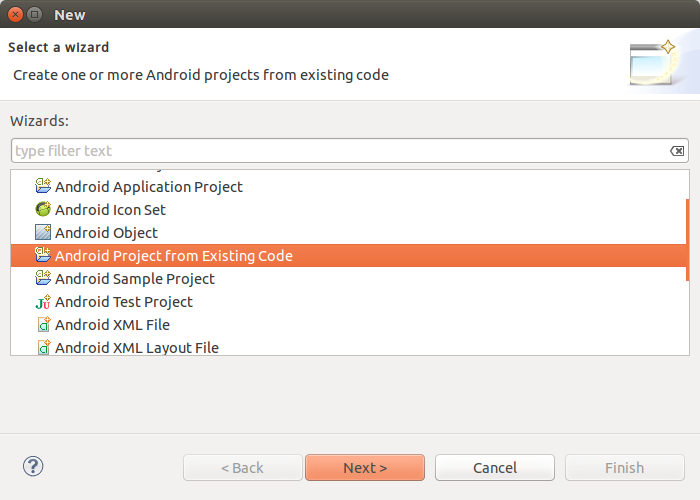 New
Select a wizard
Create one or more Android projects from existing code
Wizards:
type filter text
Android Application Project
Android Icon Set
Android Object
Android Project from Existing Code
Android Sample Project
Android Test Project
Android XML File
Android XML Layout File
< Back Next > Cancel Finish